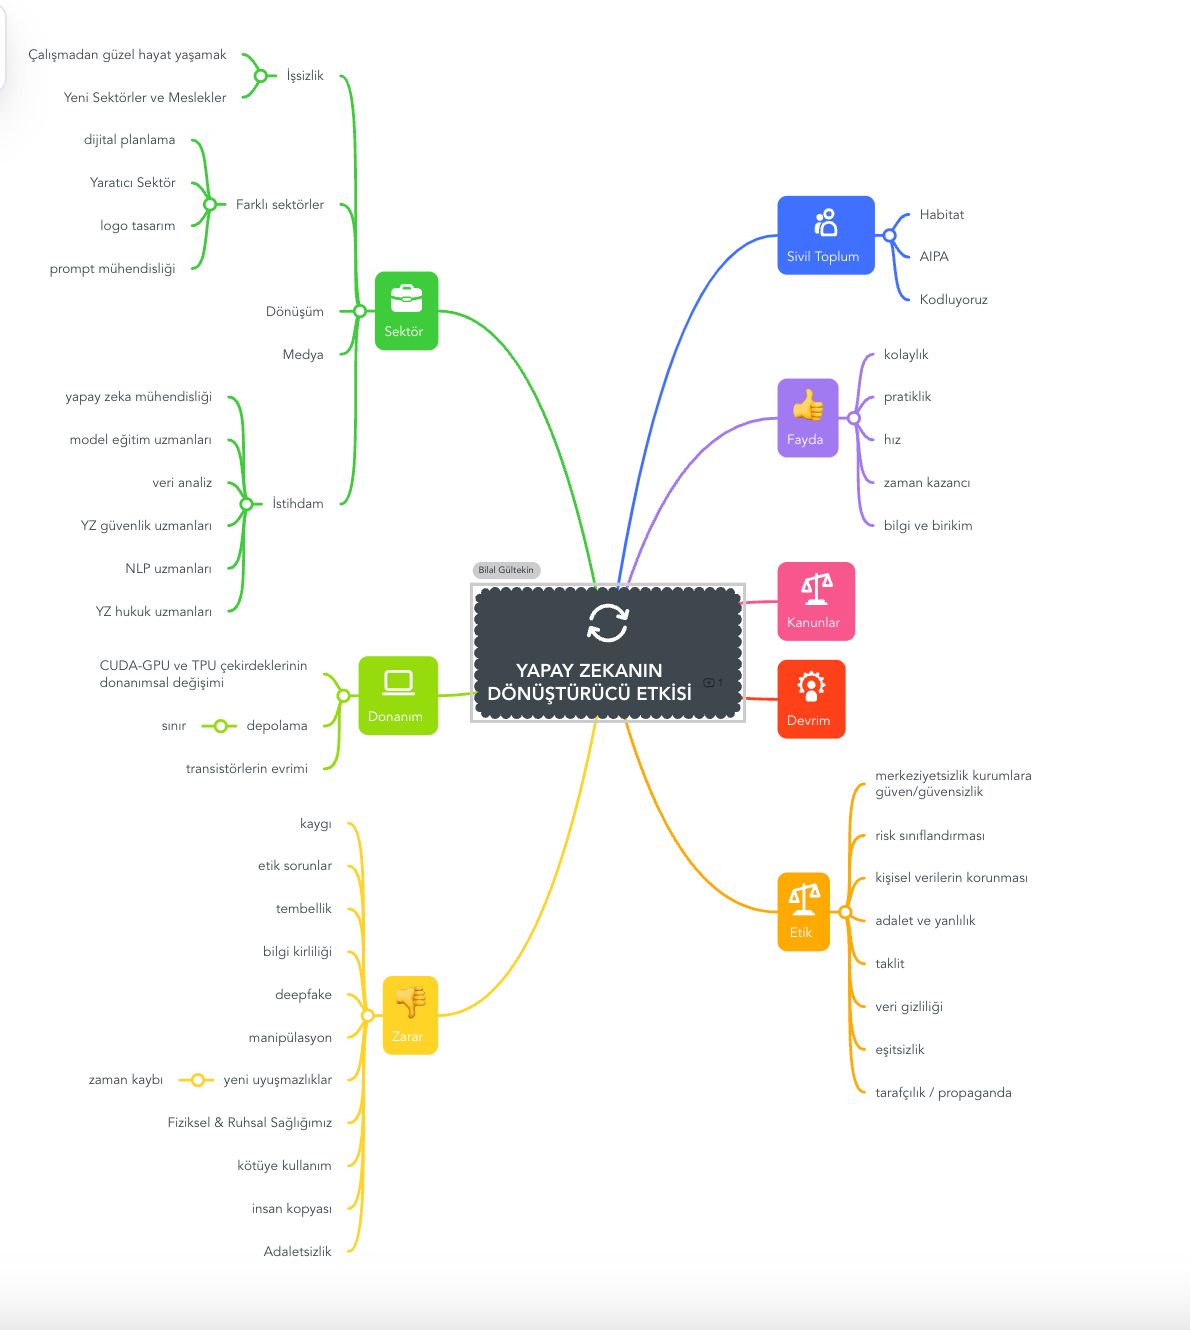 Çalışmadan güzel hayat yaşamak
Yeni Sektörler ve Meslekler
İşsizlik
dijital planlama
Yaratıcı Sektör
logo tasarım
prompt mühendisliği
Farklı sektörler
Dönüşüm
Medya
yapay zeka mühendisliği
model eğitim uzmanları
veri analiz
YZ güvenlik uzmanları
NLP uzmanları
YZ hukuk uzmanları
İstihdam
Sektör
CUDA-GPU ve TPU çekirdeklerinin
donanımsal değişimi
sınır
depolama
transistörlerin evrimi
Donanım
kaygı
etik sorunlar
tembellik
bilgi kirliliği
deepfake
manipülasyon
zaman kaybı
yeni uyuşmazlıklar
Fiziksel & Ruhsal Sağlığımız
kötüye kullanım
insan kopyası
Adaletsizlik
Zarar
Bilal Gültekin
YAPAY ZEKANIN
DÖNÜŞTÜRÜCÜ ETKİSİ
1
Sivil Toplum
Habitat
AIPA
Kodluyoruz
Fayda
kolaylık
pratiklik
hız
zaman kazancı
bilgi ve birikim
Kanunlar
Devrim
Etik
merkeziyetsizlik kurumlara
güven/güvensizlik
risk sınıflandırması
kişisel verilerin korunması
adalet ve yanlılık
taklit
veri gizliliği
eşitsizlik
tarafçılık / propaganda